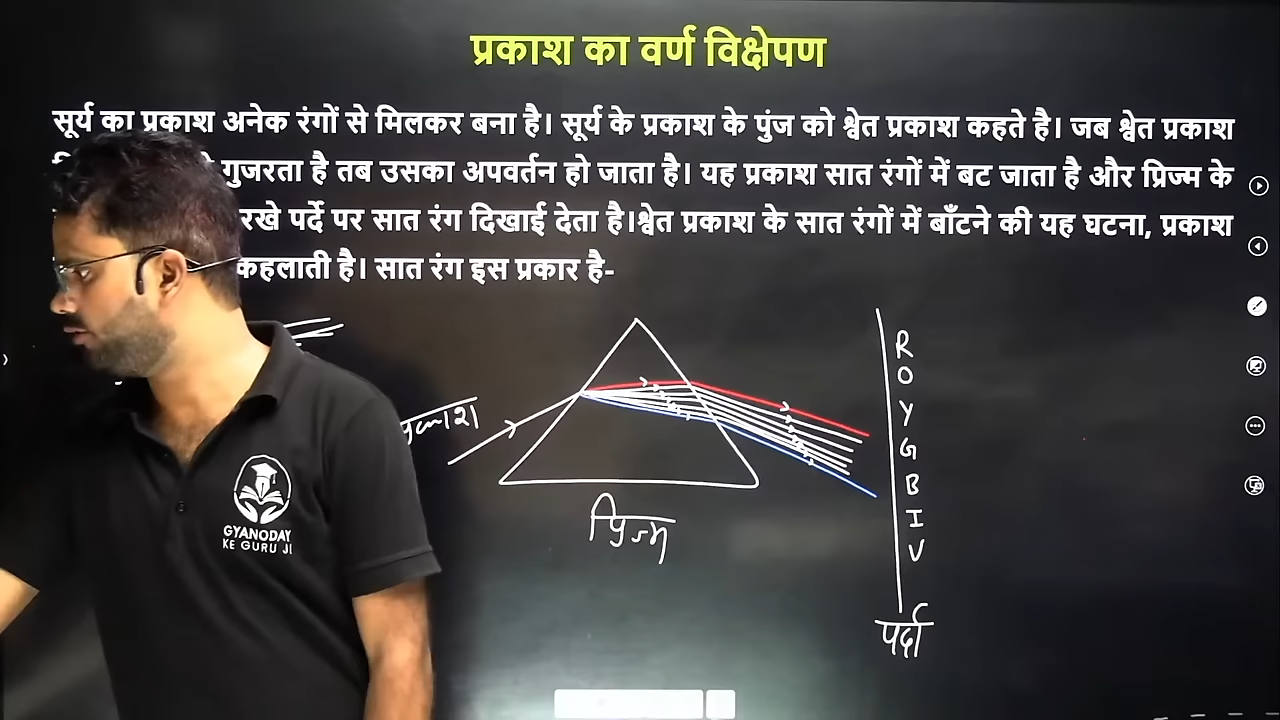 प्रकाश का वर्ण विक्षेपण
सूर्य का प्रकाश अनेक रंगों से मिलकर बना है। सूर्य के प्रकाश के पुंज को श्वेत प्रकाश कहते है। जब श्वेत प्रकाश
गुजरता है तब उसका अपवर्तन हो जाता है। यह प्रकाश सात रंगों में बट जाता है और प्रिज्म के
रखे पर्दे पर सात रंग दिखाई देता है।श्वेत प्रकाश के सात रंगों में बाँटने की यह घटना, प्रकाश
कहलाती है। सात रंग इस प्रकार है-
R
O
Y
G
B
I
V
प्रिज्म
पर्दा
GYANODAY
KE GURU JI